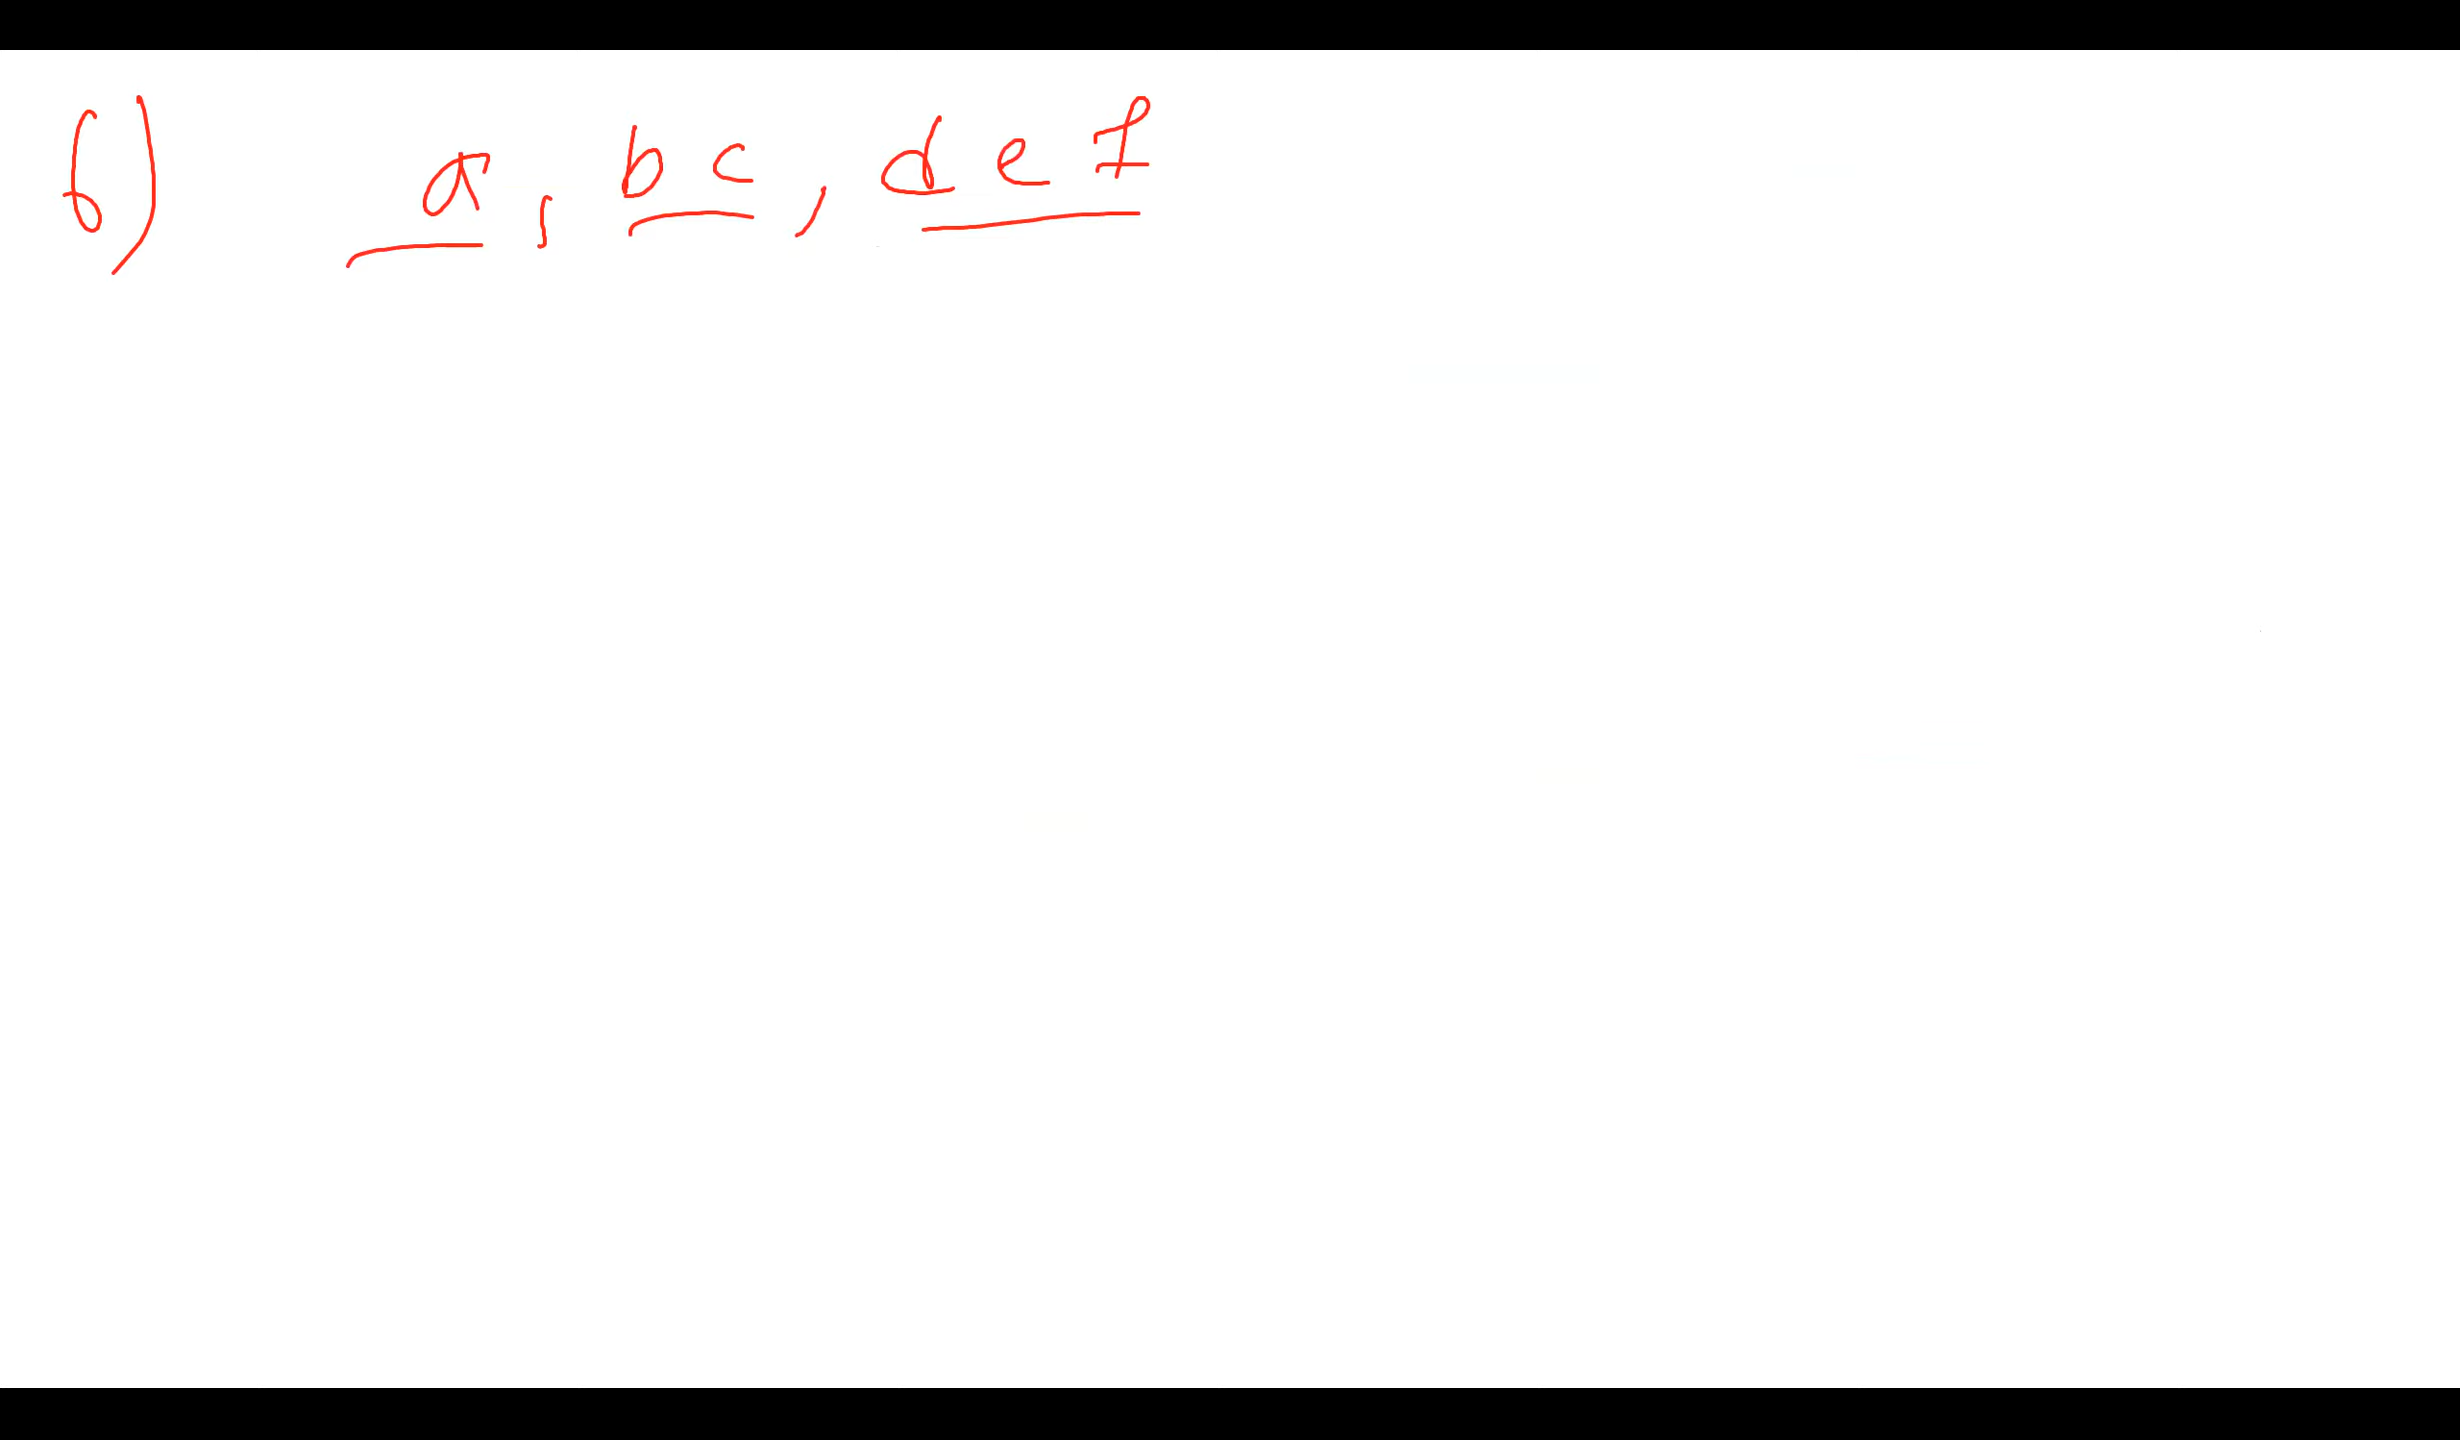 6) a, bc, def